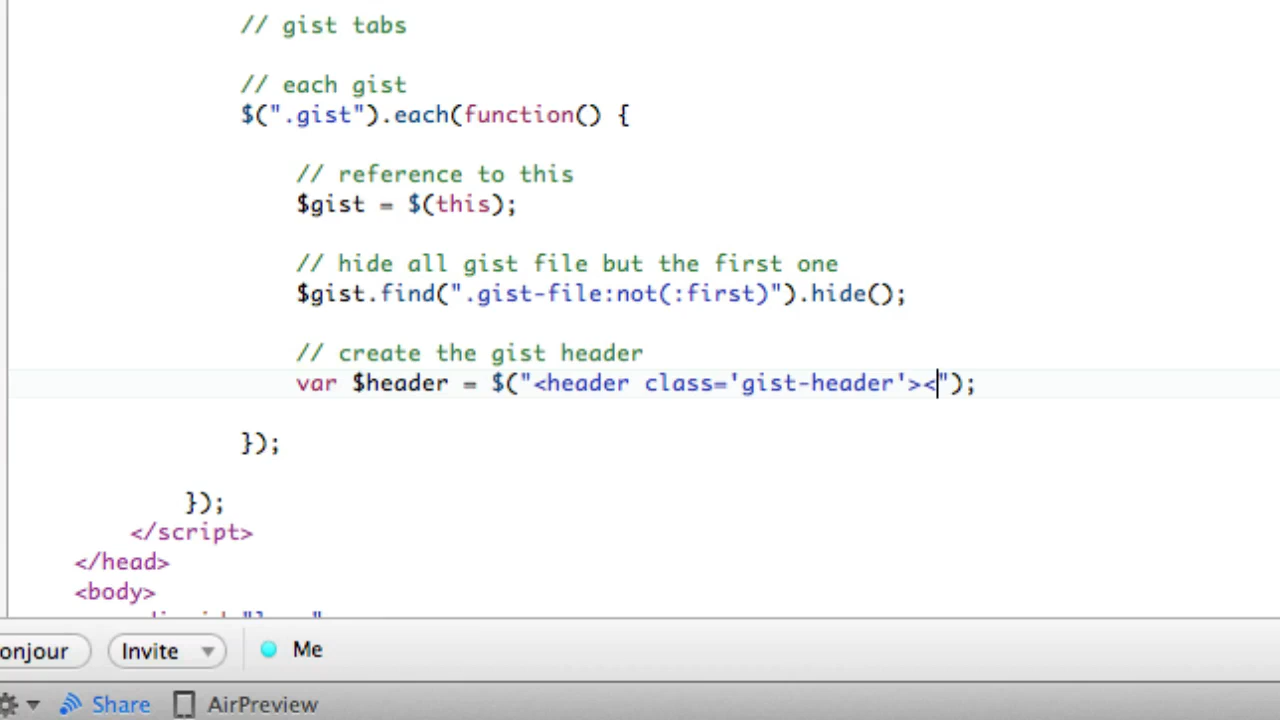 // gist tabs
// each gist
$(".gist").each(function() {
// reference to this
$gist = $(this);
// hide all gist file but the first one
$gist.find(".gist-file:not(:first)").hide();
// create the gist header
var $header = $("<header class='gist-header'><");
});
});
</script>
</head>
<body>
onjour Invite Me
Share AirPreview